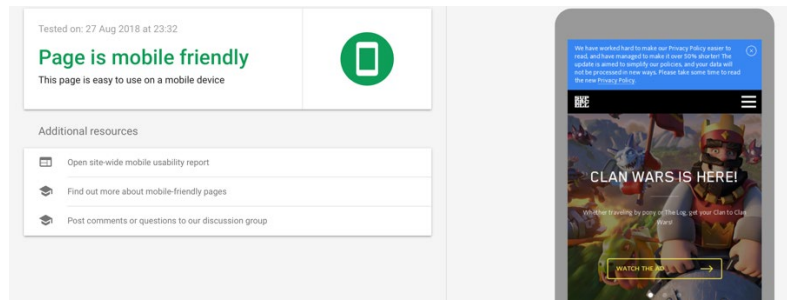 Tested on: 27 Aug 2018 at 23:32
Page is mobile friendly
This page is easy to use on a mobile device
Additional resources
Open site-wide mobile usability report
Find out more about mobile-friendly pages
Post comments or questions to our discussion group
We have worked hard to make our Privacy Policy easier to
read, and have managed to make it over 50% shorter! The
update is aimed to simplify our policies, and your data will
not be processed in new ways. Please take some time to read
the new Privacy Policy.
CLAN WARS IS HERE!
Whether traveling by pony or The Log, get your Clan to Clan
Wars!
WATCH THE AD